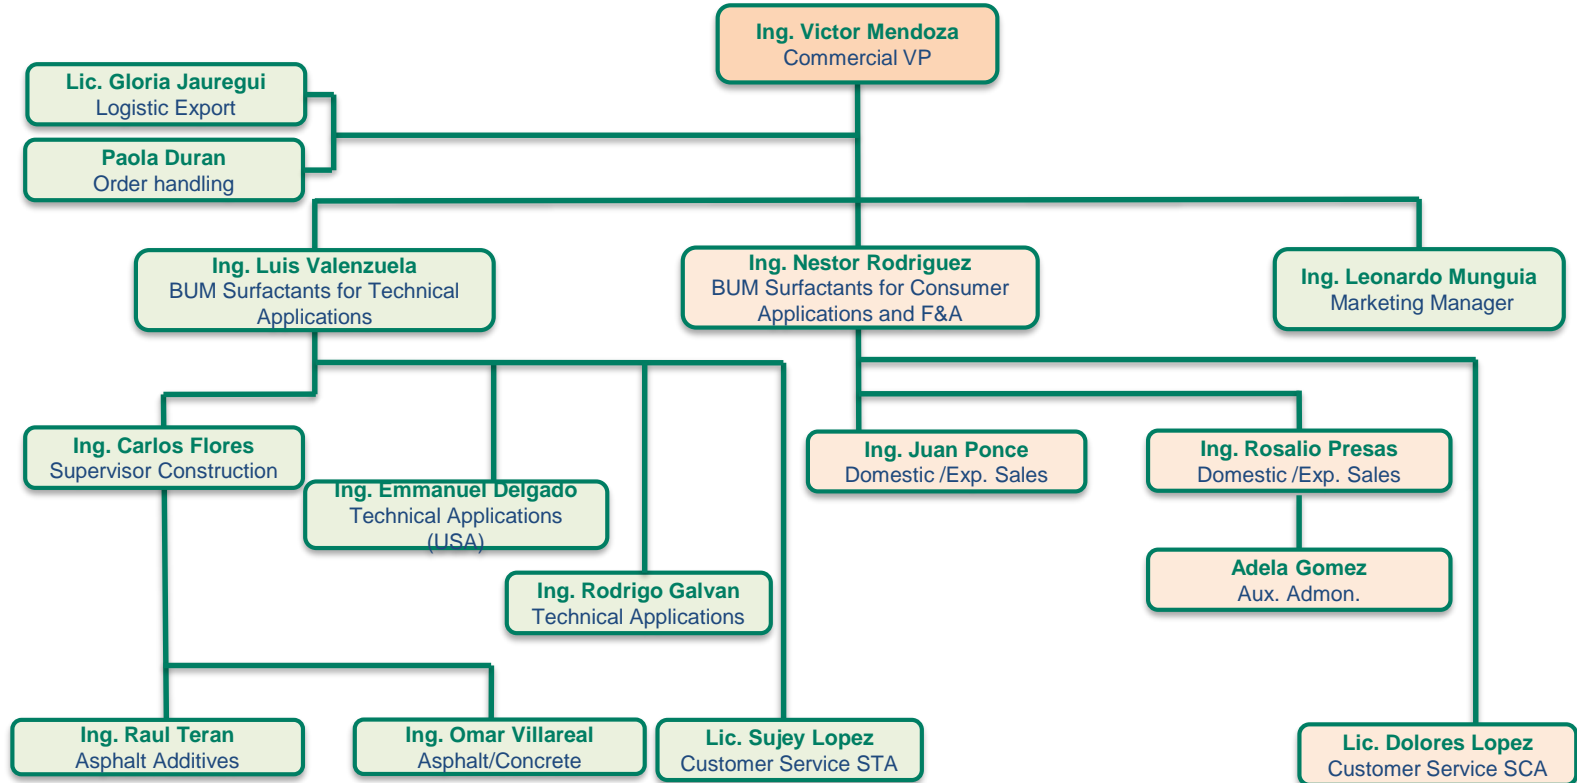 Ing. Victor Mendoza
Commercial VP
Lic. Gloria Jauregui
Logistic Export
Paola Duran
Order handling
Ing. Luis Valenzuela
BUM Surfactants for Technical
Applications
Ing. Nestor Rodriguez
BUM Surfactants for Consumer
Applications and F&A
Ing. Leonardo Munguia
Marketing Manager
Ing. Carlos Flores
Supervisor Construction
Ing. Emmanuel Delgado
Technical Applications
(USA)
Ing. Juan Ponce
Domestic /Exp. Sales
Ing. Rosalio Presas
Domestic /Exp. Sales
Ing. Rodrigo Galvan
Technical Applications
Adela Gomez
Aux. Admon.
Ing. Raul Teran
Asphalt Additives
Ing. Omar Villareal
Asphalt/Concrete
Lic. Sujey Lopez
Customer Service STA
Lic. Dolores Lopez
Customer Service SCA